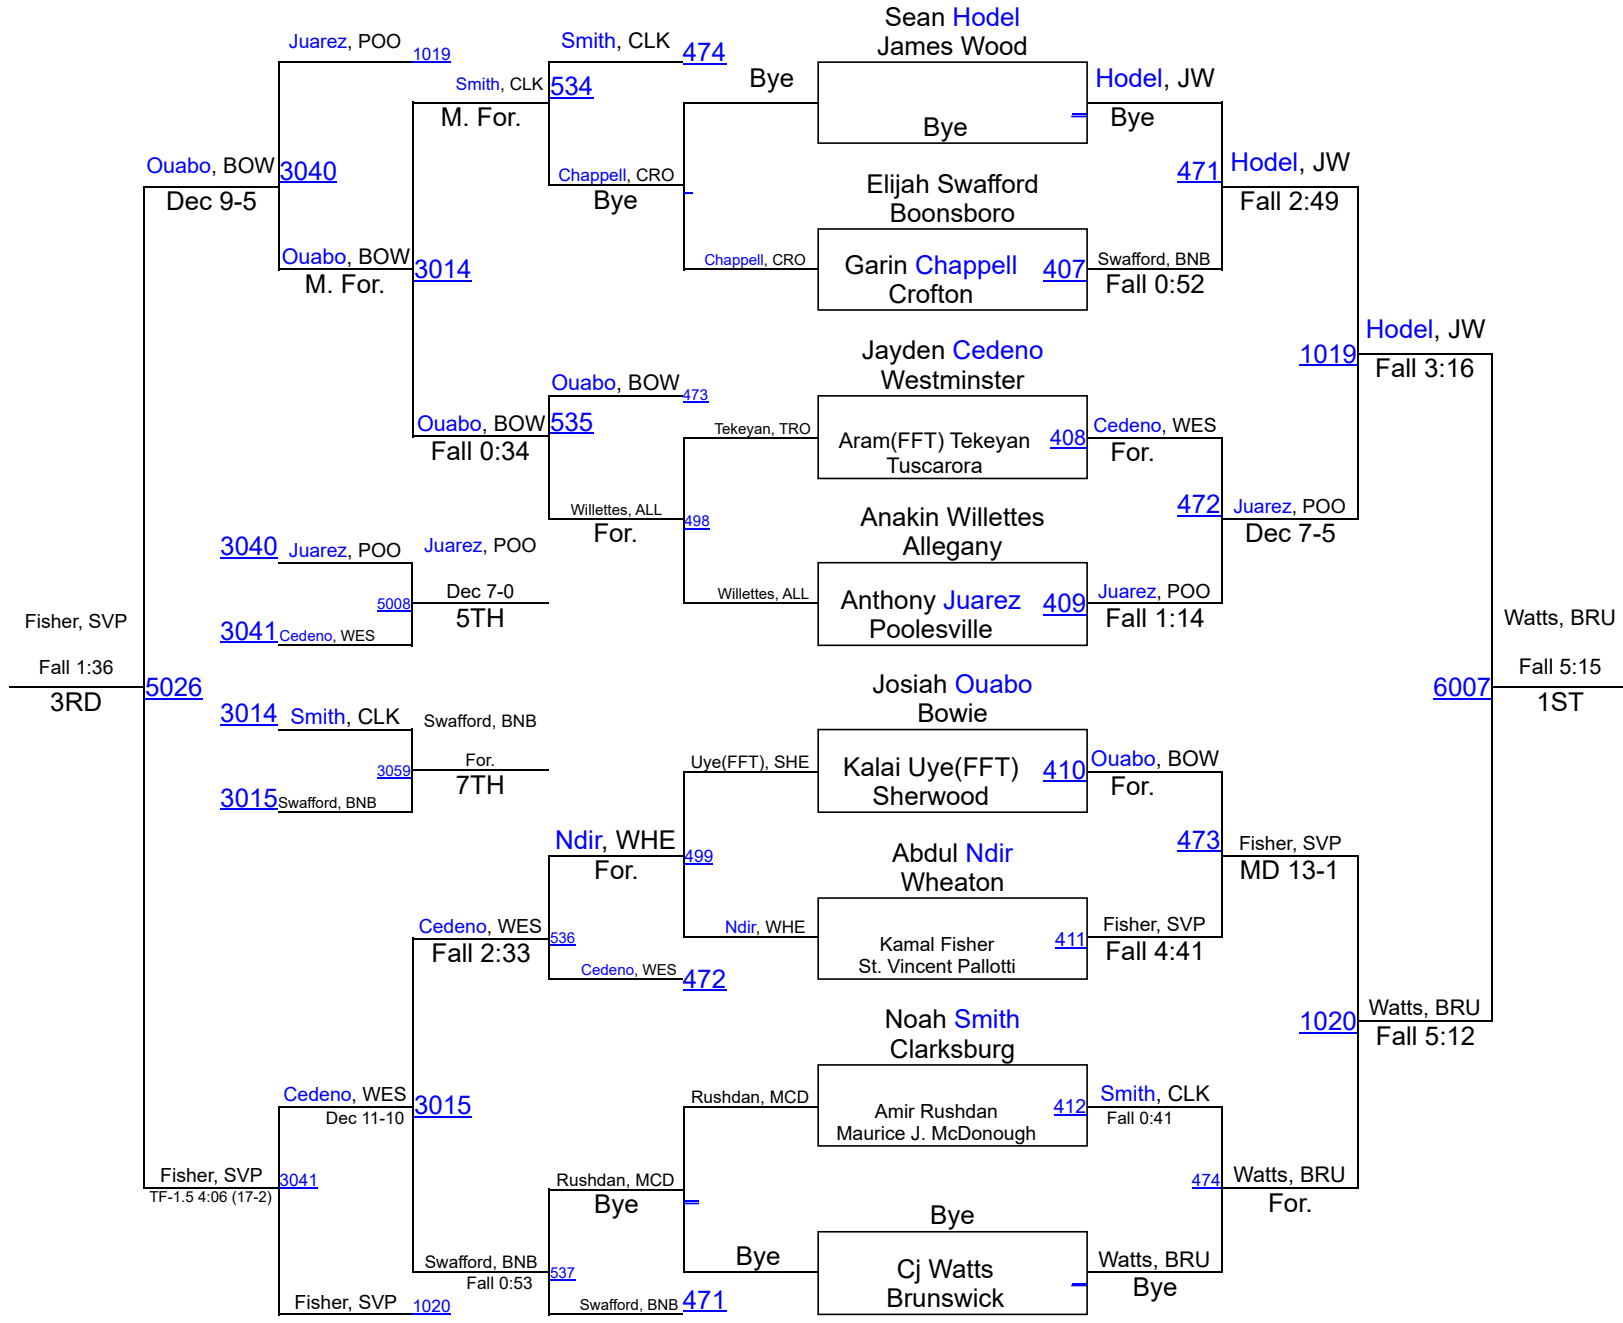 Sean Hodel
James Wood
Bye
Bye
Hodel, JW
Bye
Elijah Swafford
Boonsboro
Garin Chappell
Crofton
407
Swafford, BNB
Fall 0:52
471
Hodel, JW
Fall 2:49
Jayden Cedeno
Westminster
Aram(FFT) Tekeyan
Tuscarora
408
Cedeno, WES
For.
Anakin Willettes
Allegany
Anthony Juarez
Poolesville
409
Juarez, POO
Fall 1:14
472
Juarez, POO
Dec 7-5
1019
Hodel, JW
Fall 3:16
Josiah Ouabo
Bowie
Kalai Uye(FFT)
Sherwood
410
Ouabo, BOW
For.
Abdul Ndir
Wheaton
Kamal Fisher
St. Vincent Pallotti
411
Fisher, SVP
Fall 4:41
473
Fisher, SVP
MD 13-1
Noah Smith
Clarksburg
Amir Rushdan
Maurice J. McDonough
412
Smith, CLK
Fall 0:41
Bye
Cj Watts
Brunswick
Watts, BRU
Bye
474
Watts, BRU
For.
1020
Watts, BRU
Fall 5:12
6007
Watts, BRU
Fall 5:15
1ST
Juarez, POO
1019
Smith, CLK
474
Smith, CLK
534
M. For.
Chappell, CRO
Bye
Chappell, CRO
Ouabo, BOW
3040
Dec 9-5
Ouabo, BOW
M. For.
3014
Ouabo, BOW
473
Ouabo, BOW
535
Fall 0:34
Tekeyan, TRO
Willettes, ALL
For.
498
Willettes, ALL
3040
Juarez, POO
Juarez, POO
5008
Dec 7-0
5TH
3041
Cedeno, WES
Fisher, SVP
Fall 1:36
3RD
5026
3014
Smith, CLK
Swafford, BNB
3059
For.
7TH
3015
Swafford, BNB
Uye(FFT), SHE
Ndir, WHE
For.
499
Ndir, WHE
Cedeno, WES
Fall 2:33
536
Cedeno, WES
472
Cedeno, WES
Dec 11-10
3015
Rushdan, MCD
Rushdan, MCD
Bye
Bye
Fisher, SVP
TF-1.5 4:06 (17-2)
3041
Swafford, BNB
Fall 0:53
537
Swafford, BNB
471
Fisher, SVP
1020